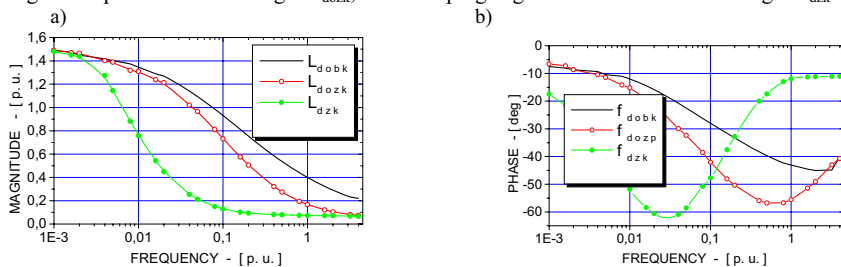 dozk,
dzk
a)
b)
1,6
1,4
1,2
1,0
0,8
0,6
0,4
0,2
0,0
MAGNITUDE - [ p. u. ]
1E-3 0,01 0,1 1
FREQUENCY - [ p. u. ]
L dobk
L dozk
L dzk
0
-10
-20
-30
-40
-50
-60
PHASE - [ deg ]
1E-3 0,01 0,1 1
FREQUENCY - [ p. u. ]
f dobk
f dozp
f dzk